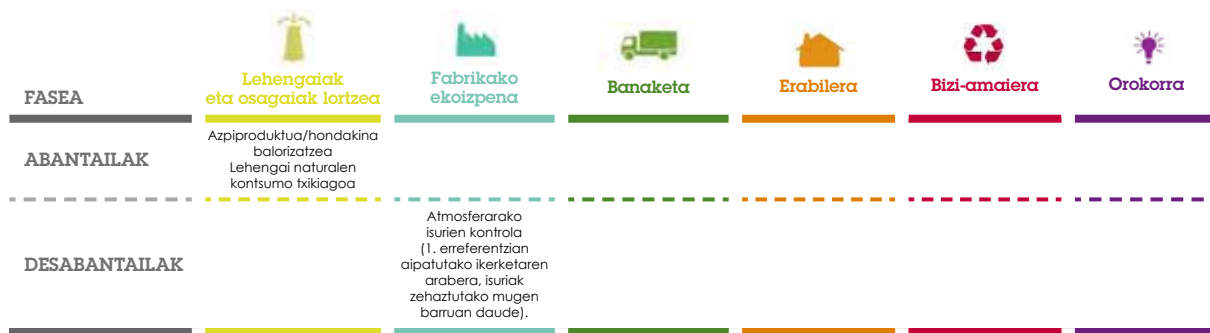 FASEA
Lehengaiak
eta osagaiak lortzea
Fabrikako
ekoizpena
Banaketa
Erabilera
Bizi-amaiera
Orokorra
ABANTAILAK
Azpiproduktua/hondakina
balorizatzea
Lehengai naturalen
kontsumo txikiagoa
DESABANTAILAK
Atmosferarako
isurien kontrola
(1. erreferentzian
aipatutako ikerketaren
arabera, isuriak
zehaztutako mugen
barruan daude).